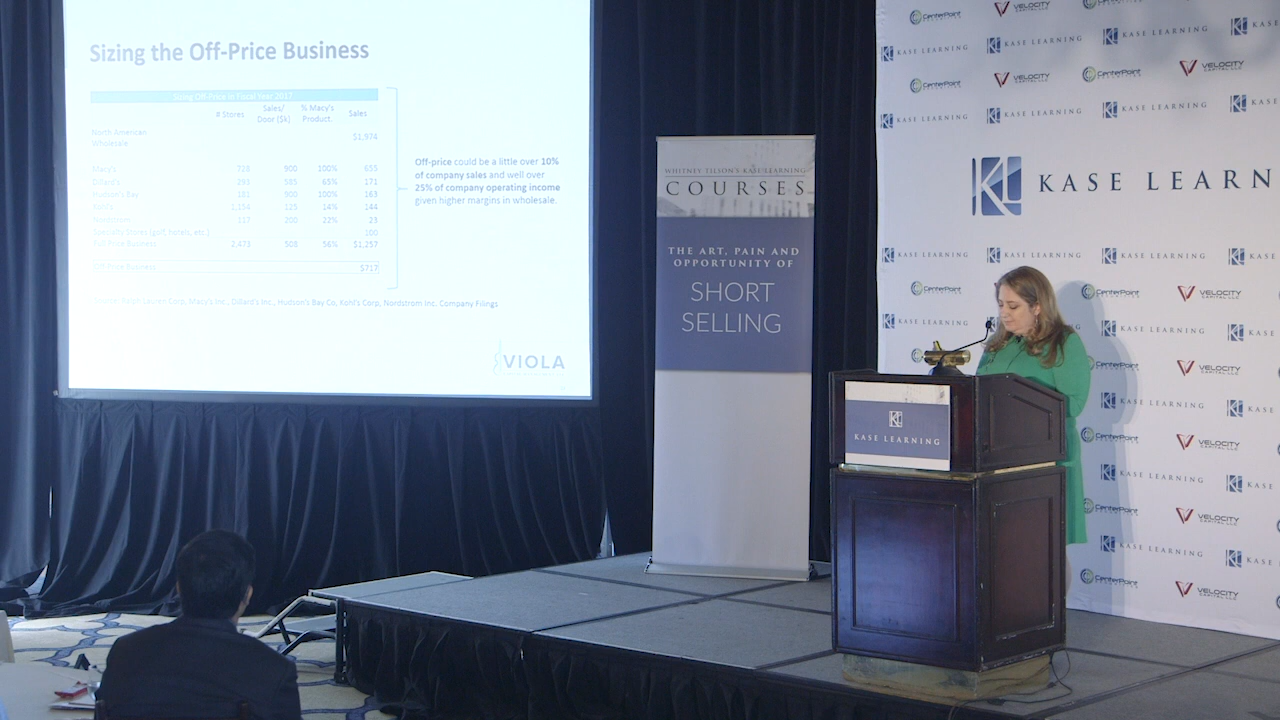 Sizing the Off-Price Business
Sizing Off-Price in Fiscal Year 2017
# Stores Sales/ Door ($k) % Macy's Product. Sales
North American Wholesale $1,974
Macy's 728 900 100% 655
Dillard's 293 585 65% 171
Hudson's Bay 181 900 100% 163
Kohl's 1,154 125 14% 144
Nordstrom 117 200 22% 23
Specialty Stores (golf, hotels, etc.) 100
Full Price Business 2,473 508 56% $1,257
Off-Price Business $717
Off-price could be a little over 10%
of company sales and well over
25% of company operating income
given higher margins in wholesale.
Source: Ralph Lauren Corp, Macy's Inc., Dillard's Inc., Hudson's Bay Co, Kohl's Corp, Nordstrom Inc. Company Filings
VIOLA
WHITNEY TILSON'S KASE LEARNING
COURSES
THE ART, PAIN AND
OPPORTUNITY OF
SHORT
SELLING
KASE LEARNING
KASE LEARN
CenterPoint
VELOCITY
CAPITAL LLC
KASE LEARNING